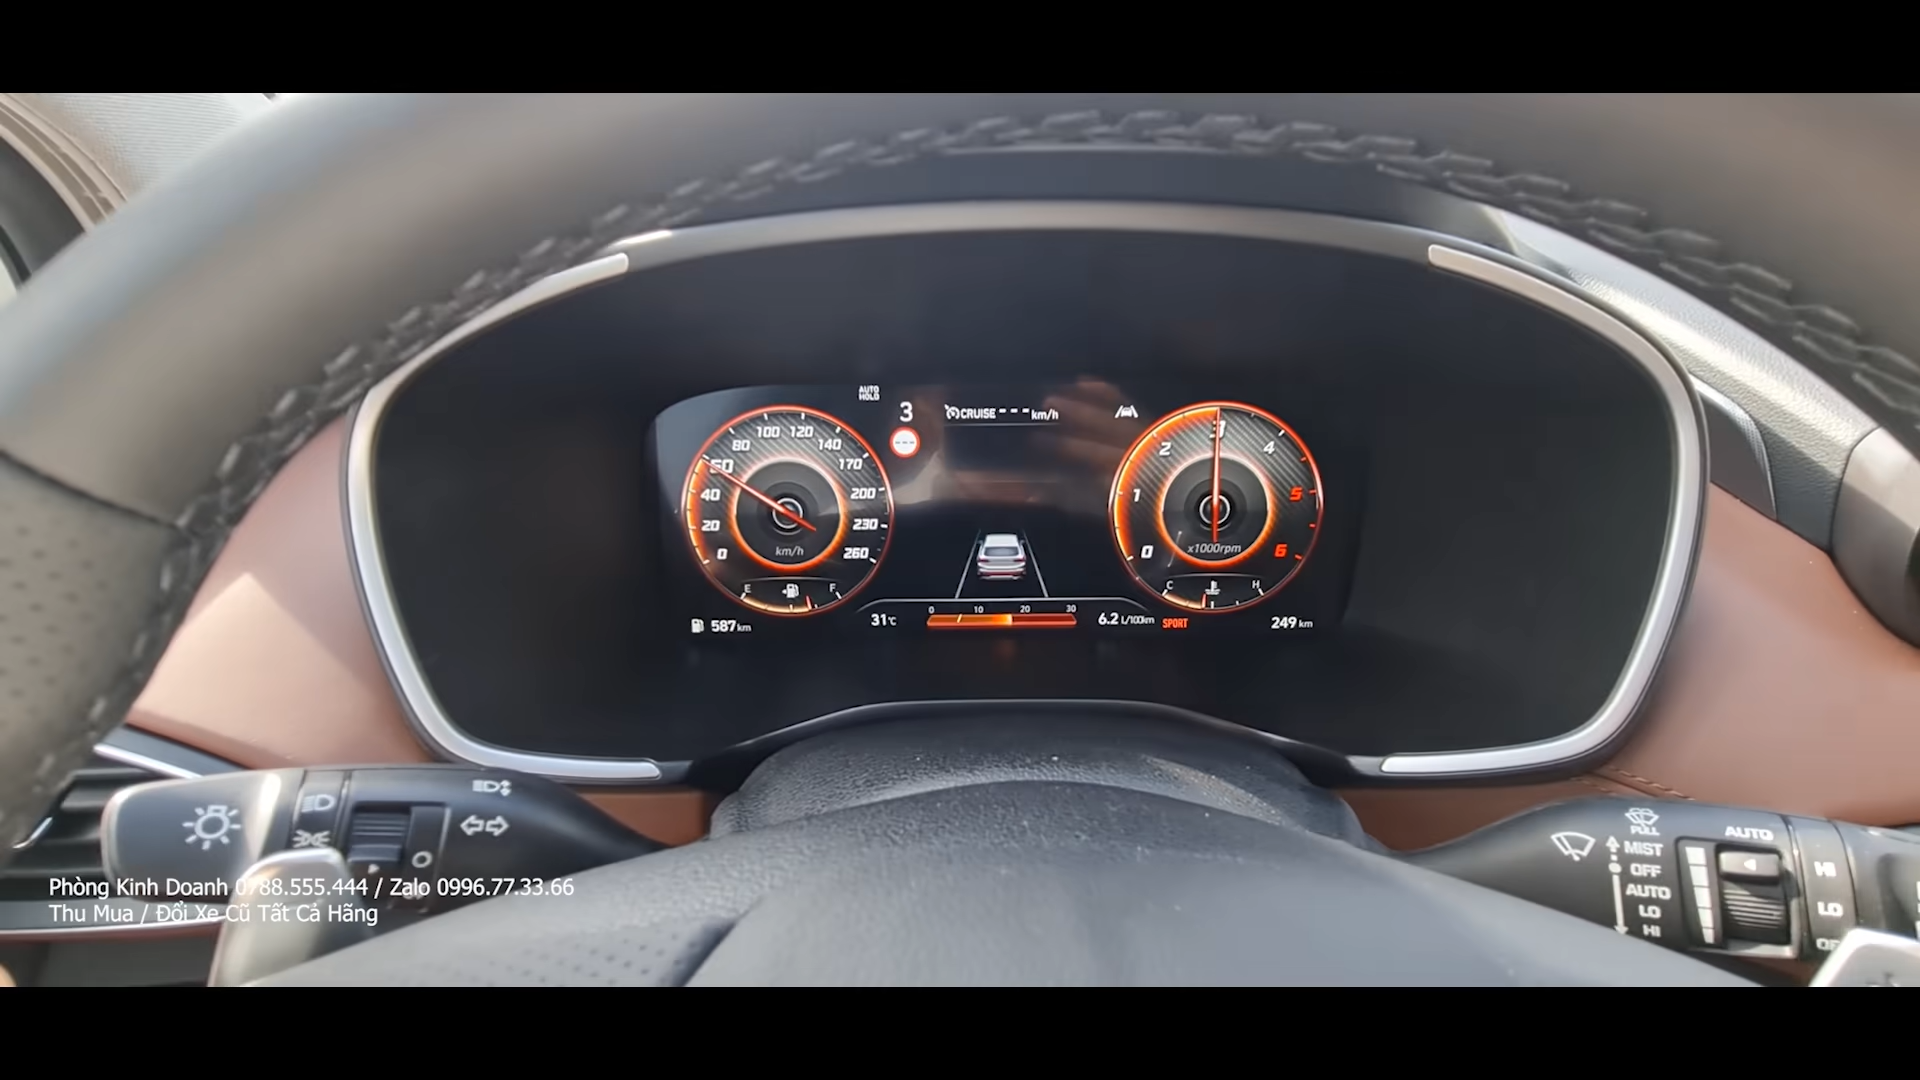 AUTO
HOLD
3
CRUISE --- km/h
0 20 40 60 80 100 120 140 170 200 230 260
km/h
E F
0 1 2 3 4 5 6
x1000rpm
C H
587 km
31°C
0 10 20 30
6.2 L/100km
SPORT
249 km
PULL
MIST
OFF
AUTO
LO
HI
AUTO
HI
LO
Phòng Kinh Doanh 0788.555.444 / Zalo 0996.77.33.66
Thu Mua / Đổi Xe Cũ Tất Cả Hãng